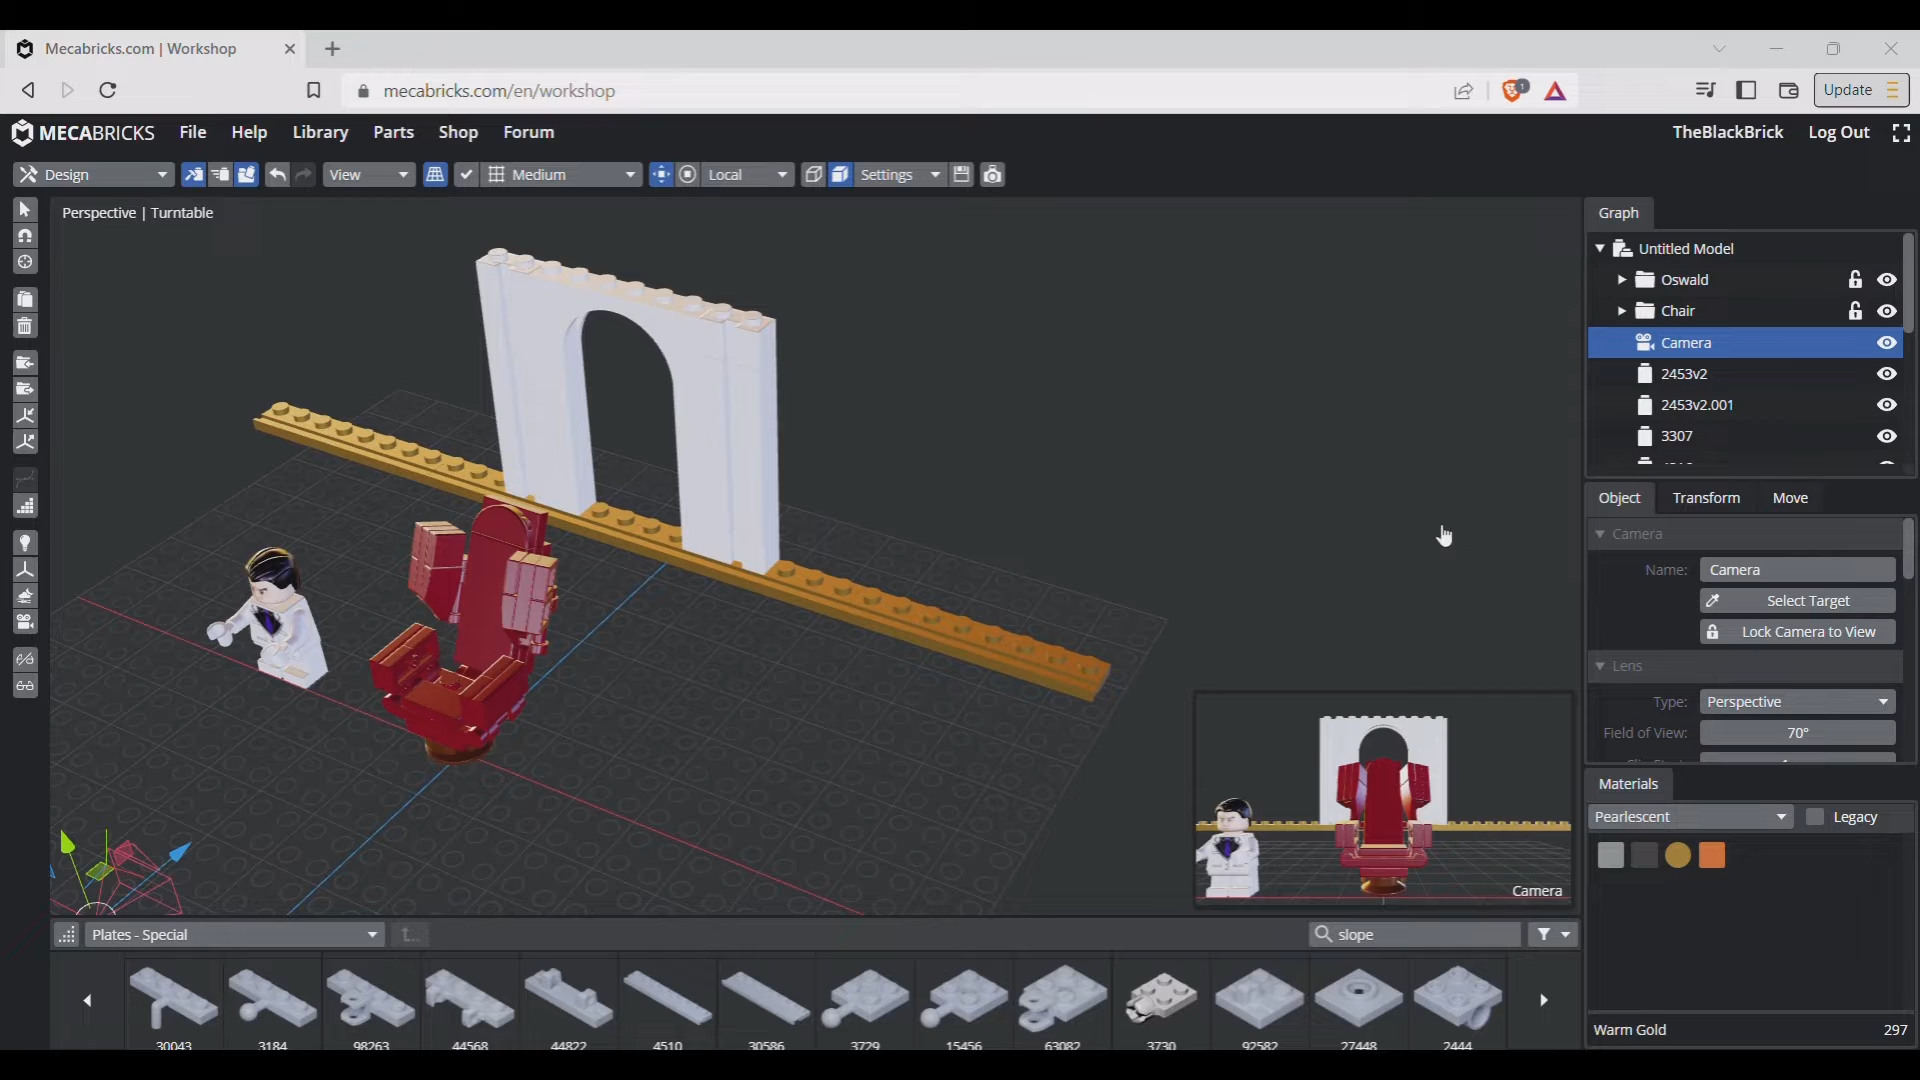 Mecabricks.com | Workshop
mecabricks.com/en/workshop
1
Update
MECABRICKS
File
Help
Library
Parts
Shop
Forum
TheBlackBrick
Log Out
Design
View
Medium
Local
Settings
Perspective | Turntable
Graph
Untitled Model
Oswald
Chair
Camera
2453v2
2453v2.001
3307
Object
Transform
Move
Camera
Name:
Camera
Select Target
Lock Camera to View
Lens
Type:
Perspective
Field of View:
70°
Materials
Pearlescent
Legacy
Warm Gold
297
Camera
Plates - Special
slope
30043
3184
98263
44568
44822
4510
30586
3729
15456
63082
3730
92582
27448
2444